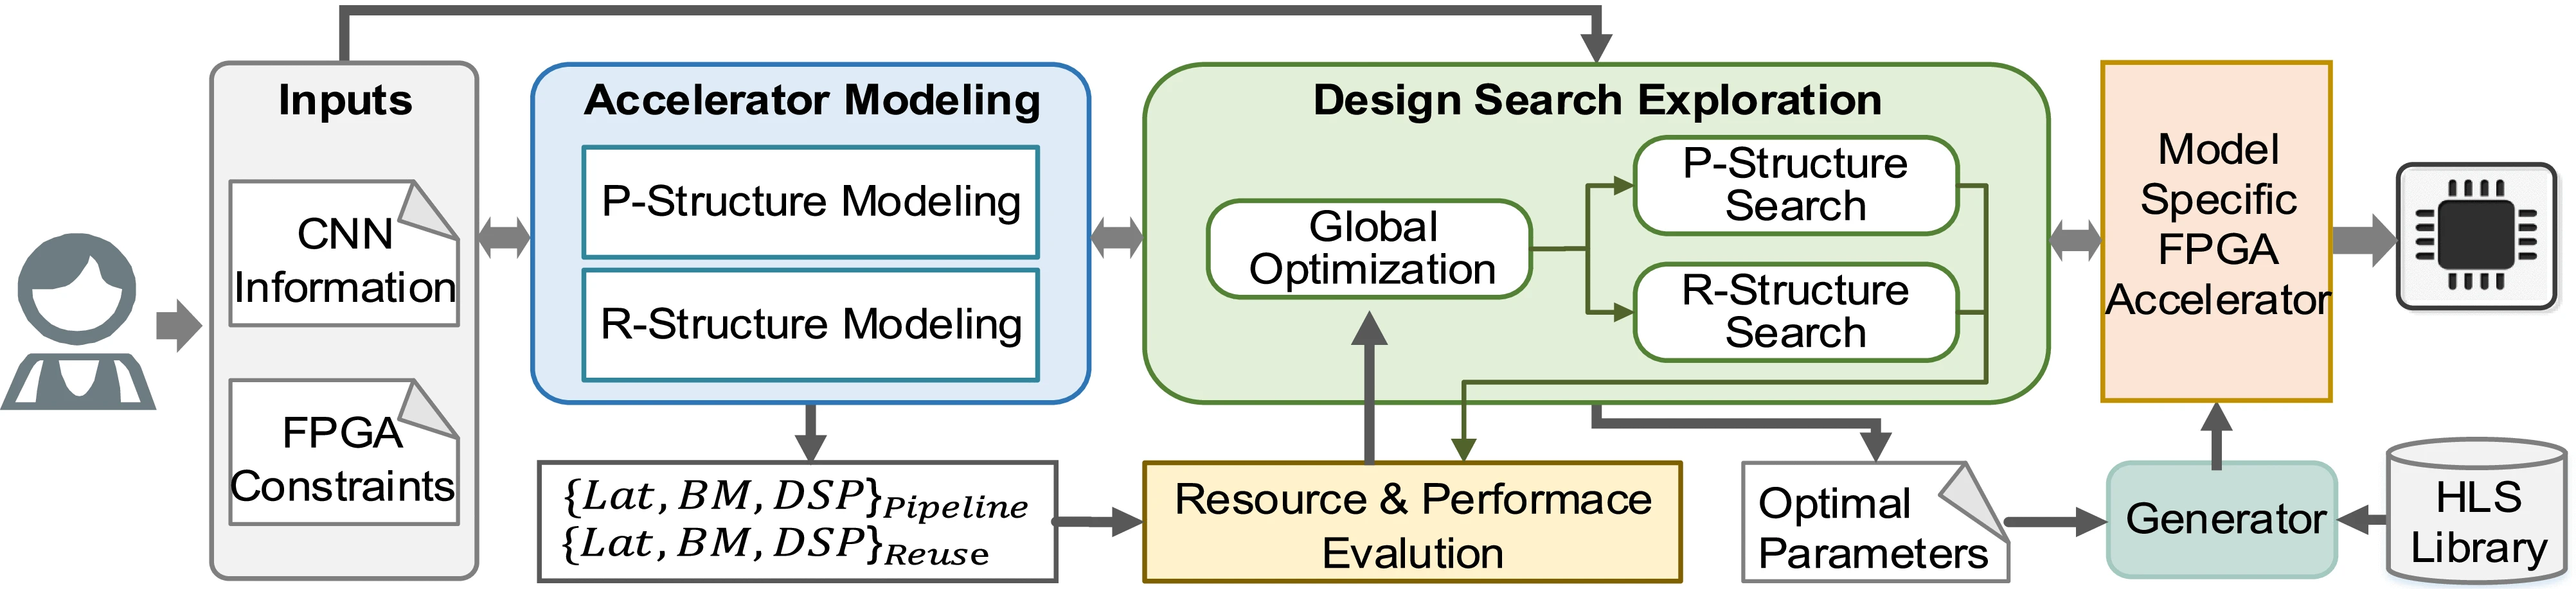 Inputs
CNN
Information
FPGA
Constraints
Accelerator Modeling
P-Structure Modeling
R-Structure Modeling
{Lat, BM, DSP}Pipeline
{Lat, BM, DSP}Reuse
Design Search Exploration
Global
Optimization
P-Structure
Search
R-Structure
Search
Resource & Performace
Evalution
Optimal
Parameters
Model
Specific
FPGA
Accelerator
Generator
HLS
Library